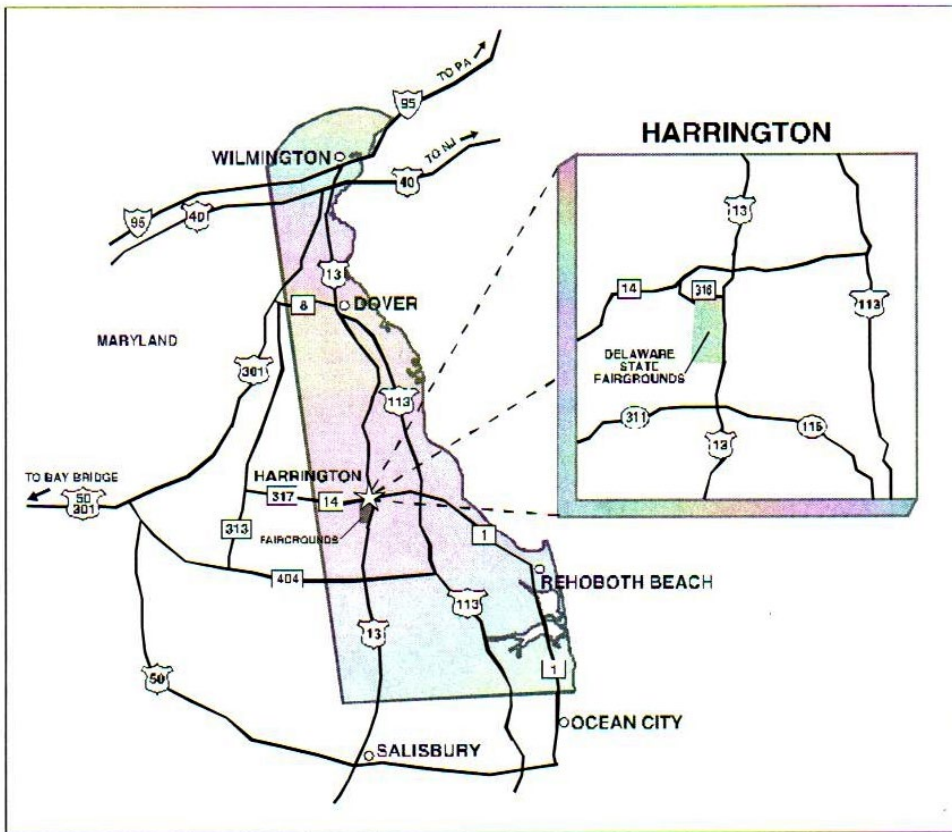 TO PA
95
HARRINGTON
WILMINGTON
TO NJ
40
95
40
13
13
14
316
8
DOVER
113
MARYLAND
DELAWARE
STATE
FAIRGROUNDS
301
113
311
115
13
HARRINGTON
TO BAY BRIDGE
50
301
317
14
313
FAIRGROUNDS
1
404
REHOBOTH BEACH
113
13
50
1
OCEAN CITY
SALISBURY